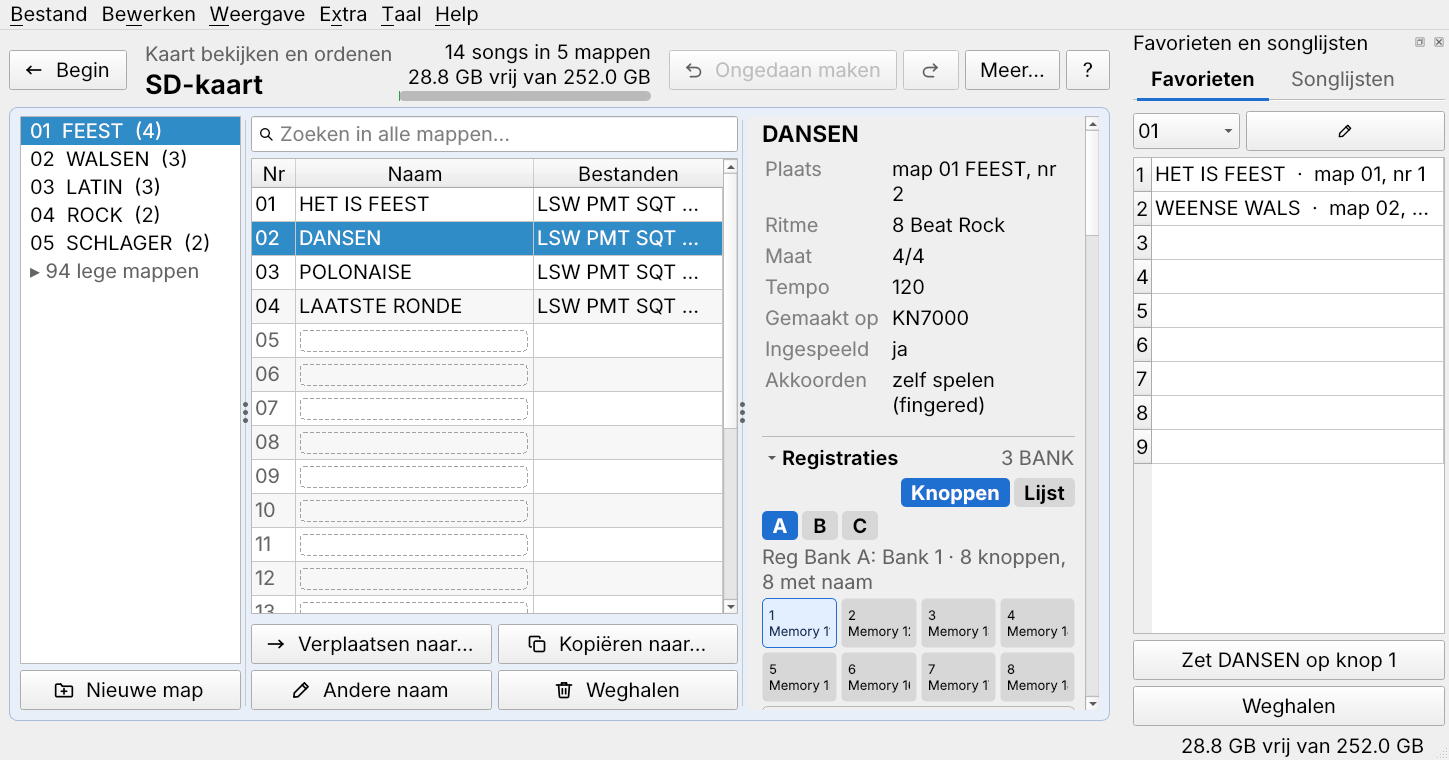 Bestand Bewerken Weergave Extra Taal Help
← Begin
Kaart bekijken en ordenen
SD-kaart
14 songs in 5 mappen
28.8 GB vrij van 252.0 GB
Ongedaan maken
Meer...
?
01 FEEST (4)
02 WALSEN (3)
03 LATIN (3)
04 ROCK (2)
05 SCHLAGER (2)
▸ 94 lege mappen
Nieuwe map
Zoeken in alle mappen...
Nr Naam Bestanden
01 HET IS FEEST LSW PMT SQT ...
02 DANSEN LSW PMT SQT ...
03 POLONAISE LSW PMT SQT ...
04 LAATSTE RONDE LSW PMT SQT ...
05
06
07
08
09
10
11
12
13
→ Verplaatsen naar...
Kopiëren naar...
Andere naam
Weghalen
DANSEN
Plaats map 01 FEEST, nr
2
Ritme 8 Beat Rock
Maat 4/4
Tempo 120
Gemaakt op KN7000
Ingespeeld ja
Akkoorden zelf spelen
(fingered)
Registraties 3 BANK
Knoppen Lijst
A B C
Reg Bank A: Bank 1 · 8 knoppen,
8 met naam
1 2 3 4
Memory Memory Memory Memory
5 6 7 8
Memory Memory Memory Memory
Favorieten en songlijsten
Favorieten Songlijsten
01
1 HET IS FEEST · map 01, nr 1
2 WEENSE WALS · map 02, ...
3
4
5
6
7
8
9
Zet DANSEN op knop 1
Weghalen
28.8 GB vrij van 252.0 GB